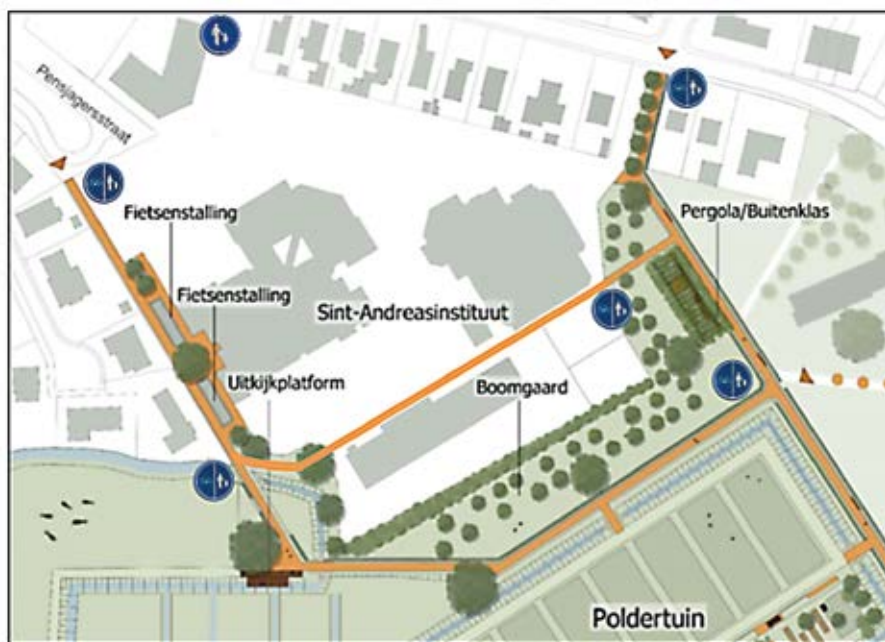 Pensjagersstraat
Fietsenstalling
Pergola/Buitenklas
Fietsenstalling
Sint-Andreasinstituut
Uitkijkplatform
Boomgaard
Poldertuin